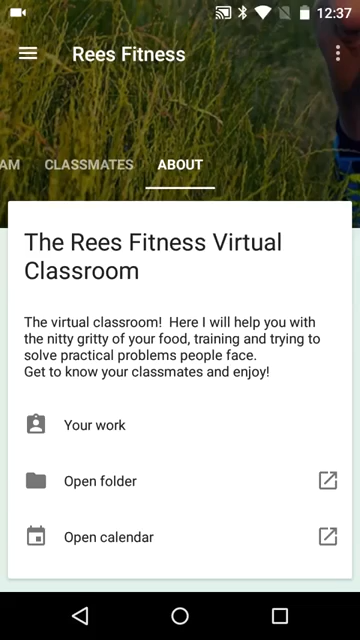 12:37
Rees Fitness
AM CLASSMATES ABOUT
The Rees Fitness Virtual
Classroom
The virtual classroom!  Here I will help you with
the nitty gritty of your food, training and trying to
solve practical problems people face.
Get to know your classmates and enjoy!
Your work
Open folder
Open calendar